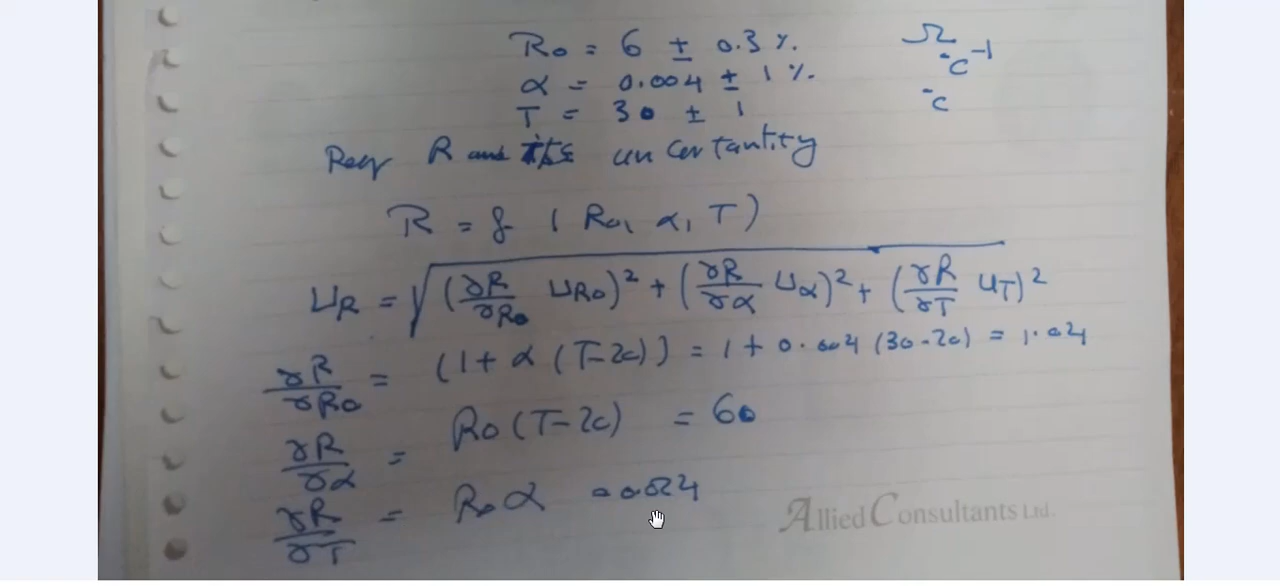 R₀ = 6 ± 0.3 %. Ω
α = 0.004 ± 1 %. °C⁻¹
T = 30 ± 1 °C
Req R and its uncertantity
R = f ( R₀, α, T )
U_R = √((∂R/∂R₀ U_R₀)² + (∂R/∂α U_α)² + (∂R/∂T U_T)²)
∂R/∂R₀ = (1 + α (T-20)) = 1 + 0.004 (30-20) = 1.04
∂R/∂α = R₀ (T-20) = 60
∂R/∂T = R₀ α = 0.024
Allied Consultants Ltd.